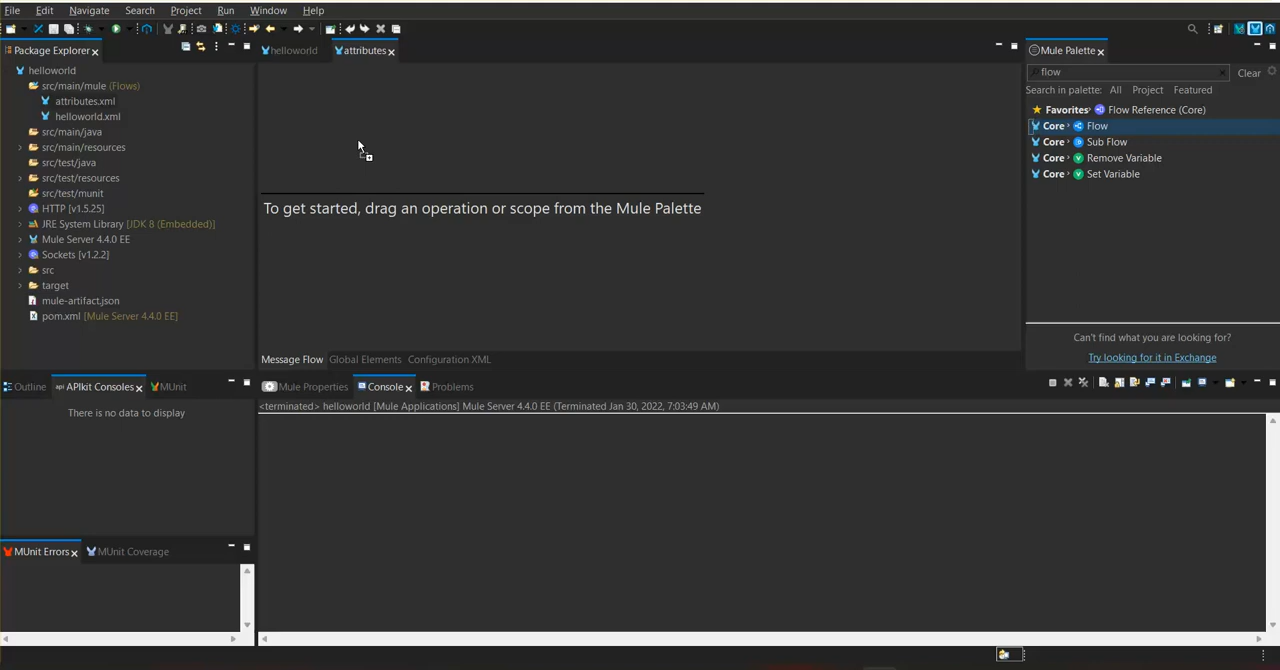 File Edit Navigate Search Project Run Window Help
Package Explorer
helloworld
src/main/mule (Flows)
attributes.xml
helloworld.xml
src/main/java
src/main/resources
src/test/java
src/test/resources
src/test/munit
HTTP [v1.5.25]
JRE System Library [JDK 8 (Embedded)]
Mule Server 4.4.0 EE
Sockets [v1.2.2]
src
target
mule-artifact.json
pom.xml [Mule Server 4.4.0 EE]
helloworld attributes
To get started, drag an operation or scope from the Mule Palette
Message Flow Global Elements Configuration XML
Mule Palette
flow Clear
Search in palette: All Project Featured
Favorites Flow Reference (Core)
Core Flow
Core Sub Flow
Core Remove Variable
Core Set Variable
Can't find what you are looking for?
Try looking for it in Exchange
Outline api APIkit Consoles MUnit
There is no data to display
MUnit Errors MUnit Coverage
Mule Properties Console Problems
<terminated> helloworld [Mule Applications] Mule Server 4.4.0 EE (Terminated Jan 30, 2022, 7:03:49 AM)